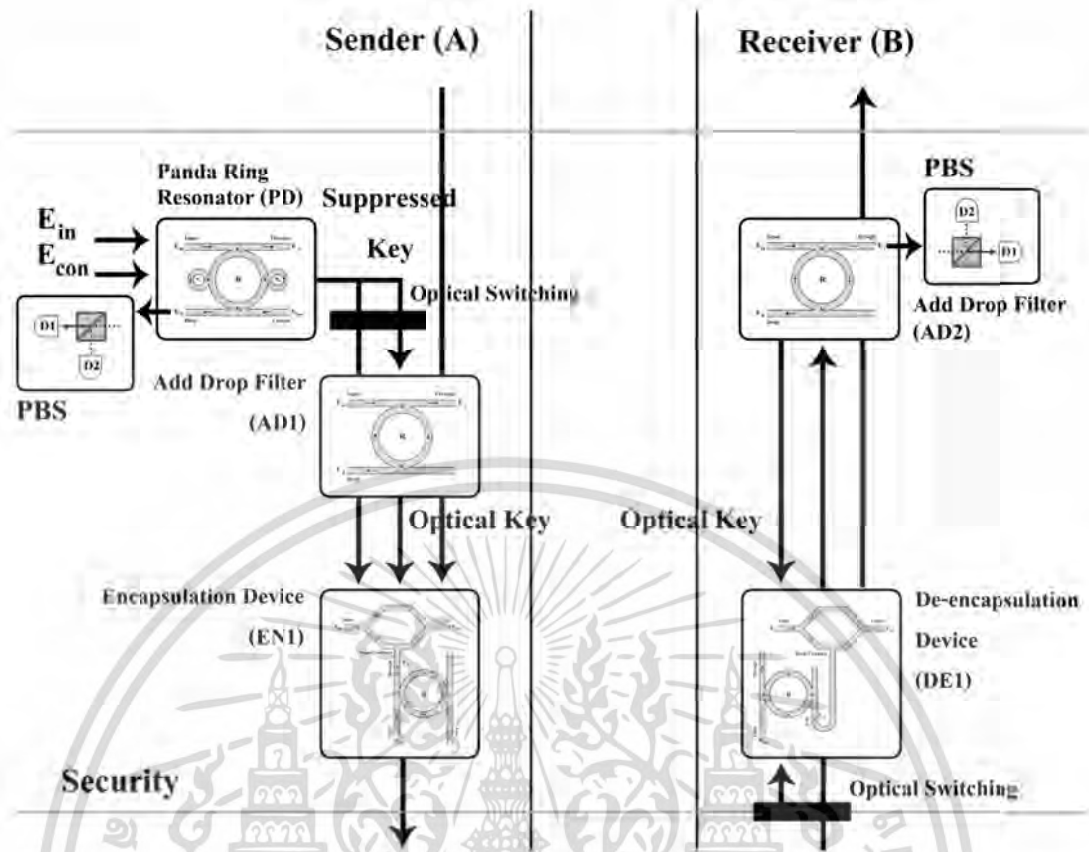 Sender (A)
Receiver (B)
Panda Ring
Resonator (PD)
Suppressed
Key
E_in
E_con
Optical Switching
D1
D2
PBS
Add Drop Filter
(AD1)
R
Optical Key
Encapsulation Device
(EN1)
Security
PBS
D2
D1
Add Drop Filter
(AD2)
R
Optical Key
De-encapsulation
Device
(DE1)
Optical Switching